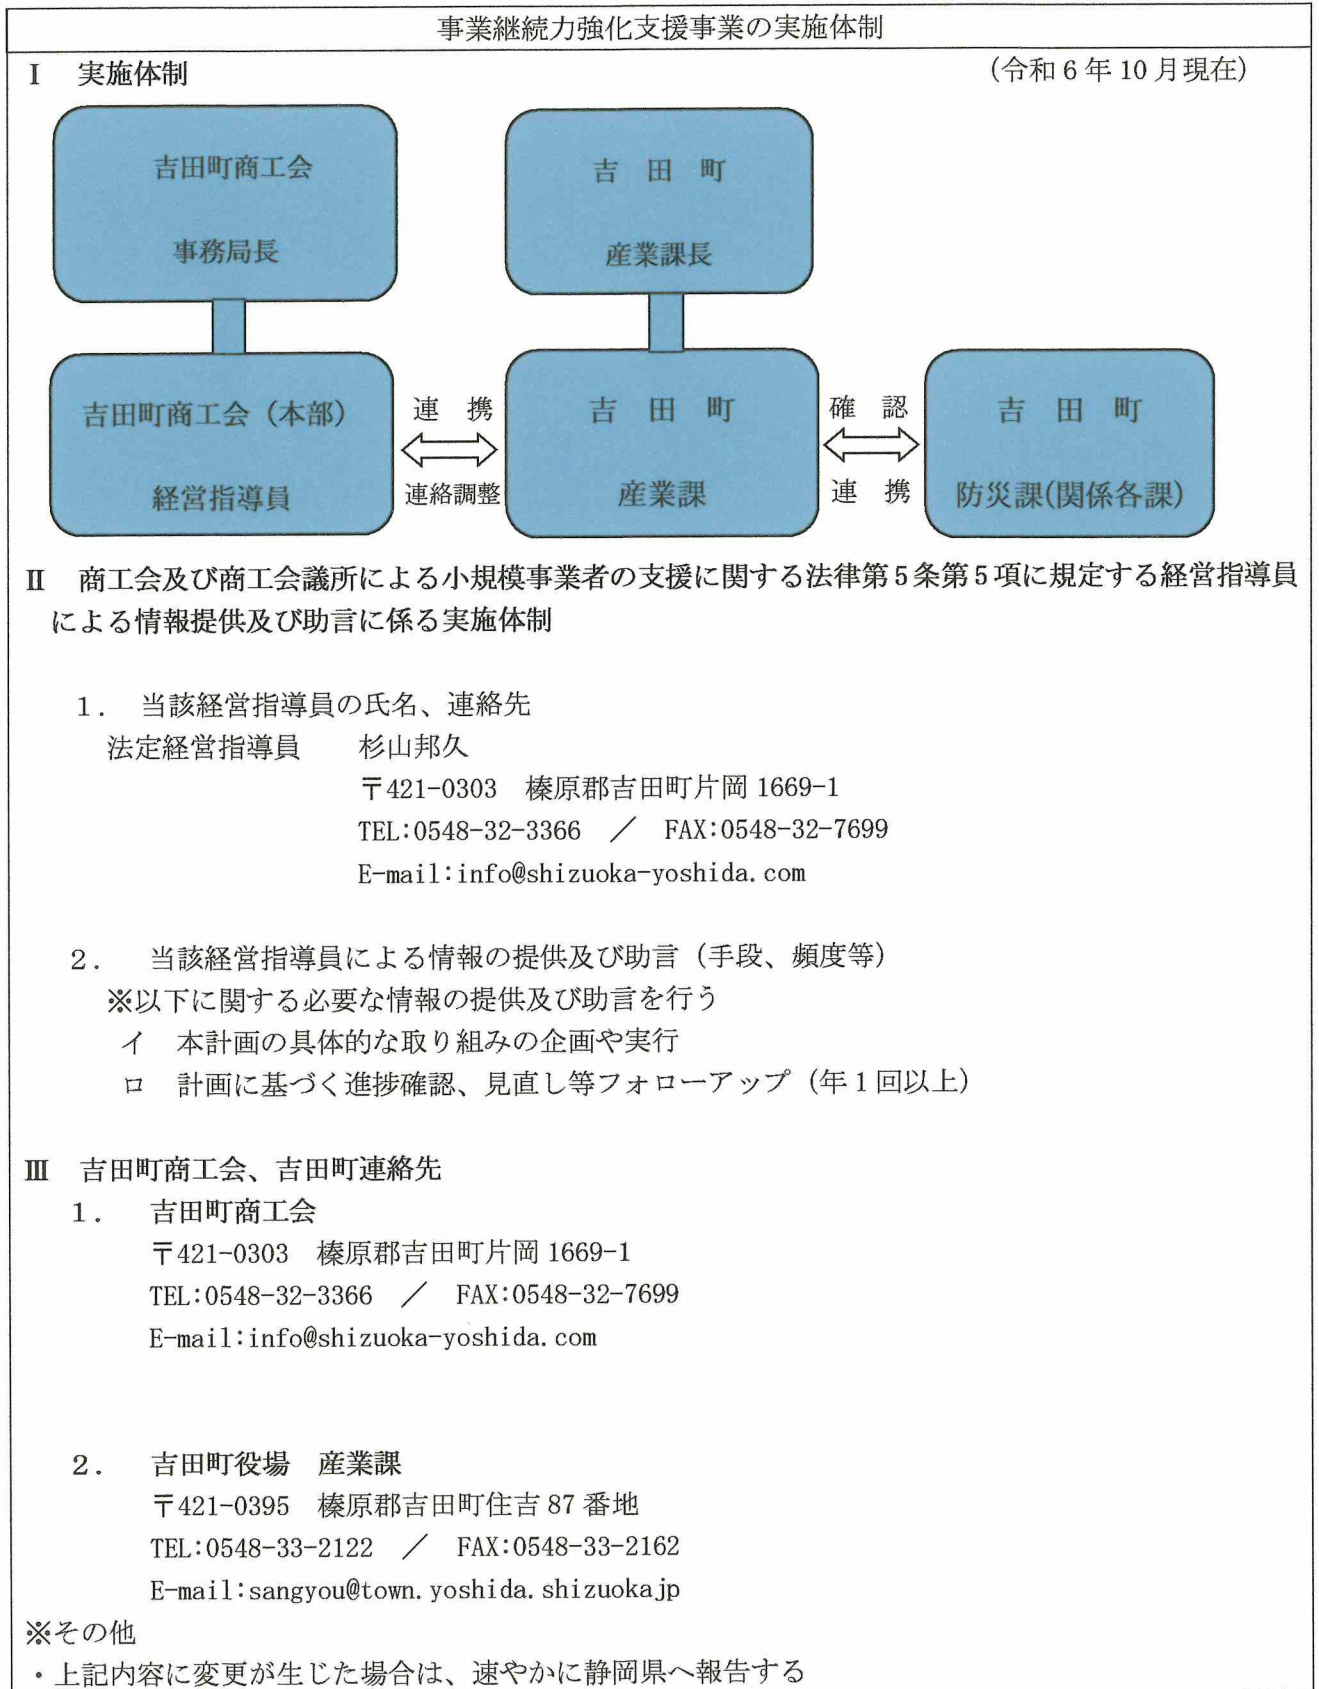 事業継続力強化支援事業の実施体制
Ⅰ　実施体制　(令和6年10月現在)
吉田町商工会
事務局長
吉　田　町
産業課長
吉田町商工会（本部）
経営指導員
連　携
連絡調整
吉　田　町
産業課
確　認
連　携
吉　田　町
防災課(関係各課)
Ⅱ　商工会及び商工会議所による小規模事業者の支援に関する法律第5条第5項に規定する経営指導員
による情報提供及び助言に係る実施体制
1．　当該経営指導員の氏名、連絡先
法定経営指導員　　杉山邦久
〒421-0303　榛原郡吉田町片岡1669-1
TEL:0548-32-3366　／　FAX:0548-32-7699
E-mail:info@shizuoka-yoshida.com
2．　当該経営指導員による情報の提供及び助言（手段、頻度等）
※以下に関する必要な情報の提供及び助言を行う
イ　本計画の具体的な取り組みの企画や実行
ロ　計画に基づく進捗確認、見直し等フォローアップ（年1回以上）
Ⅲ　吉田町商工会、吉田町連絡先
1．　吉田町商工会
〒421-0303　榛原郡吉田町片岡1669-1
TEL:0548-32-3366　／　FAX:0548-32-7699
E-mail:info@shizuoka-yoshida.com
2．　吉田町役場　産業課
〒421-0395　榛原郡吉田町住吉87番地
TEL:0548-33-2122　／　FAX:0548-33-2162
E-mail:sangyou@town.yoshida.shizuokajp
※その他
・上記内容に変更が生じた場合は、速やかに静岡県へ報告する